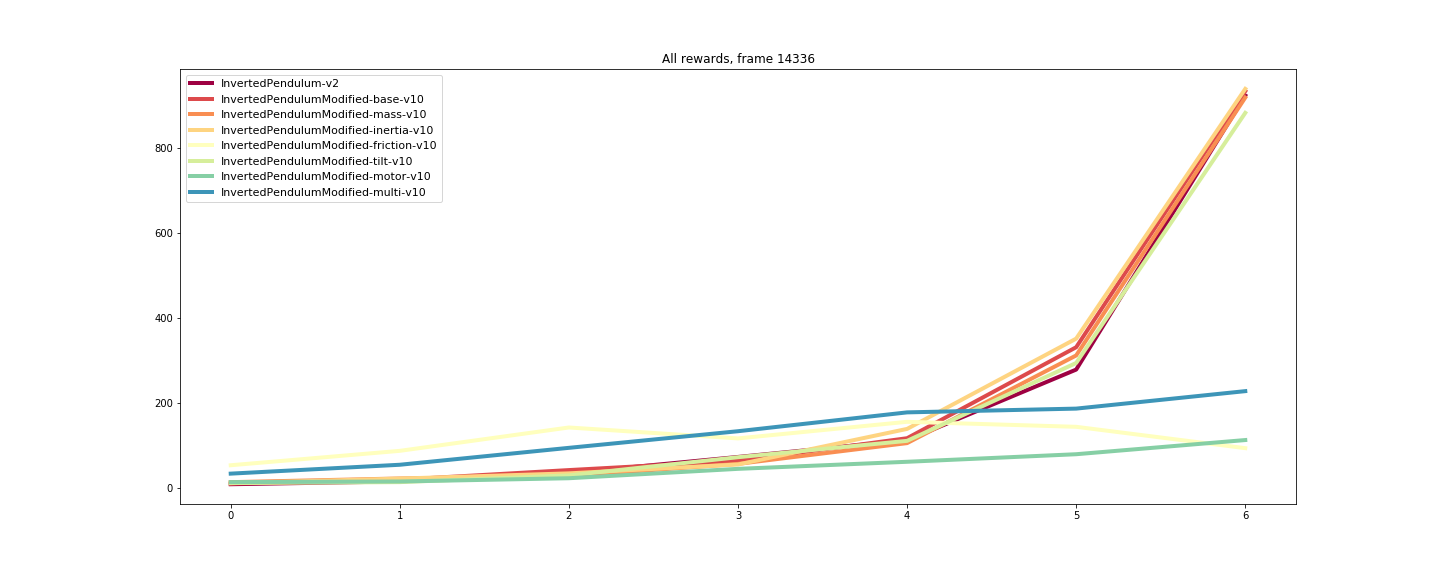 All rewards, frame 14336
InvertedPendulum-v2
InvertedPendulumModified-base-v10
InvertedPendulumModified-mass-v10
InvertedPendulumModified-inertia-v10
InvertedPendulumModified-friction-v10
InvertedPendulumModified-tilt-v10
InvertedPendulumModified-motor-v10
InvertedPendulumModified-multi-v10
800
600
400
200
0
0 1 2 3 4 5 6